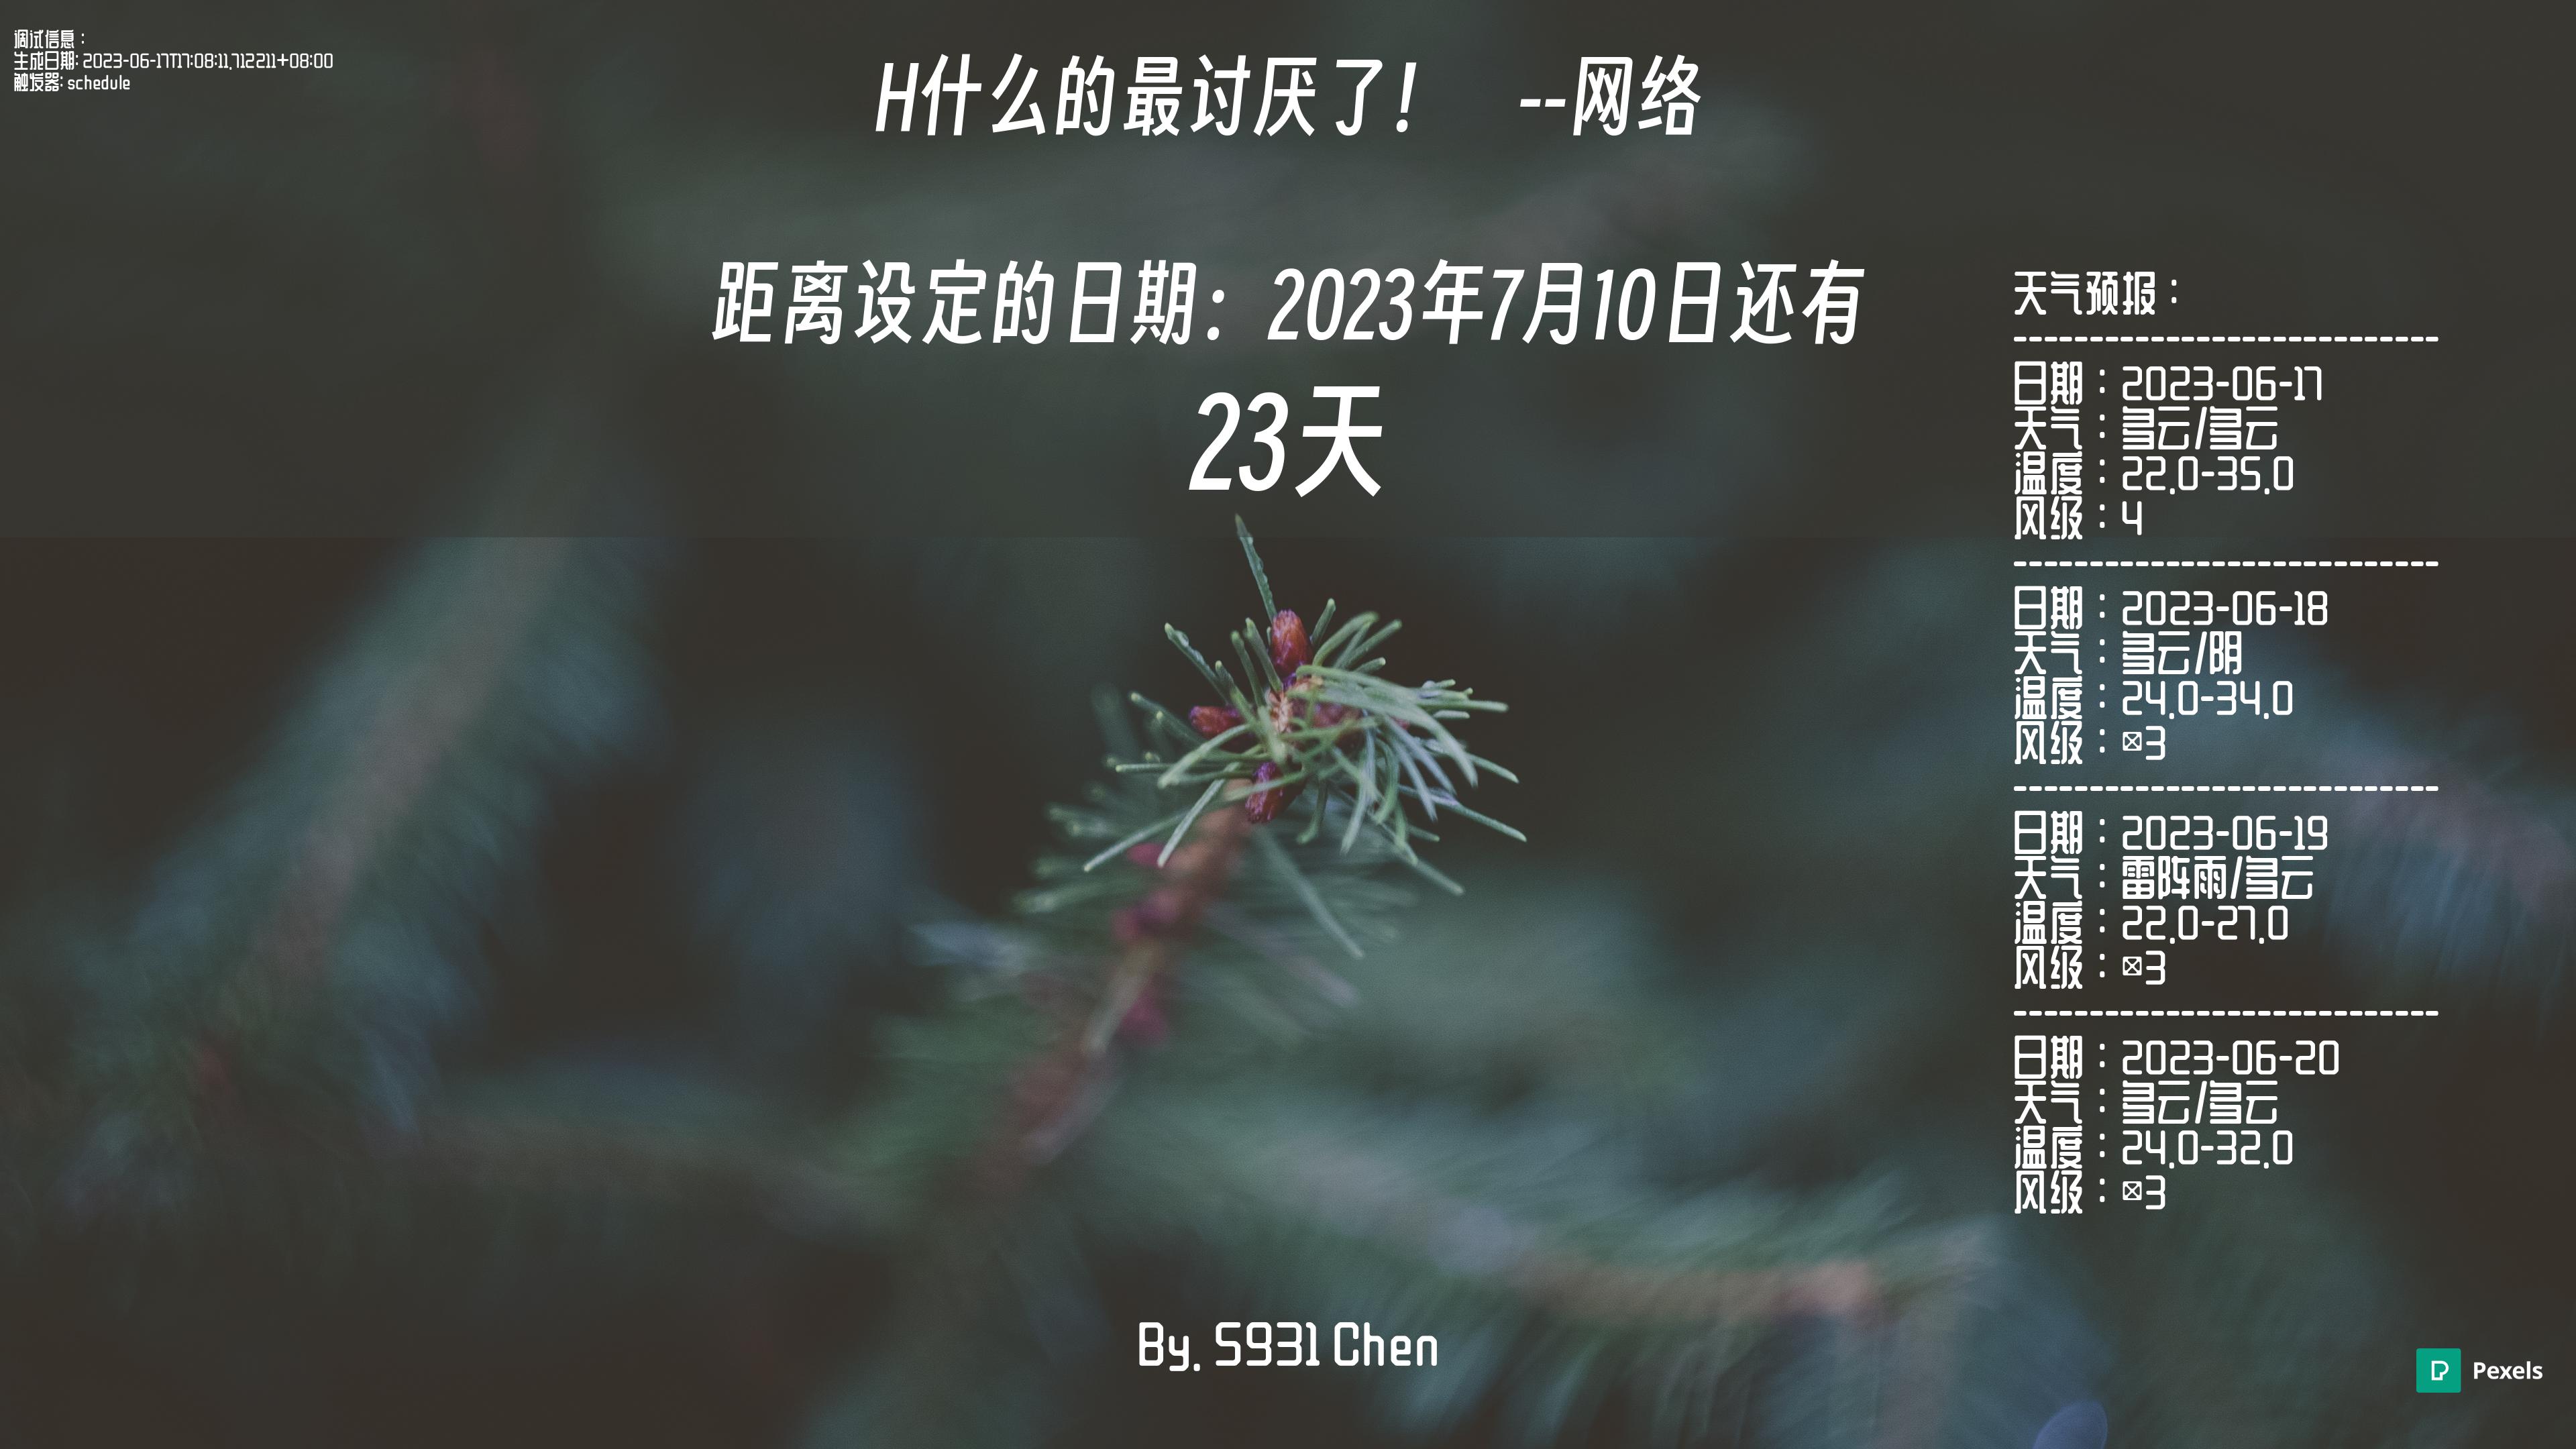 调试信息：
生成日期: 2023-06-17T17:08:11.712211+08:00
触发器: schedule
H什么的最讨厌了！ --网络
距离设定的日期：2023年7月10日还有
23天
天气预报：
----------------------------
日期：2023-06-17
天气：多云/多云
温度：22.0-35.0
风级：4
----------------------------
日期：2023-06-18
天气：多云/阴
温度：24.0-34.0
风级：3
----------------------------
日期：2023-06-19
天气：雷阵雨/多云
温度：22.0-27.0
风级：3
----------------------------
日期：2023-06-20
天气：多云/多云
温度：24.0-32.0
风级：3
By. S931 Chen
Pexels